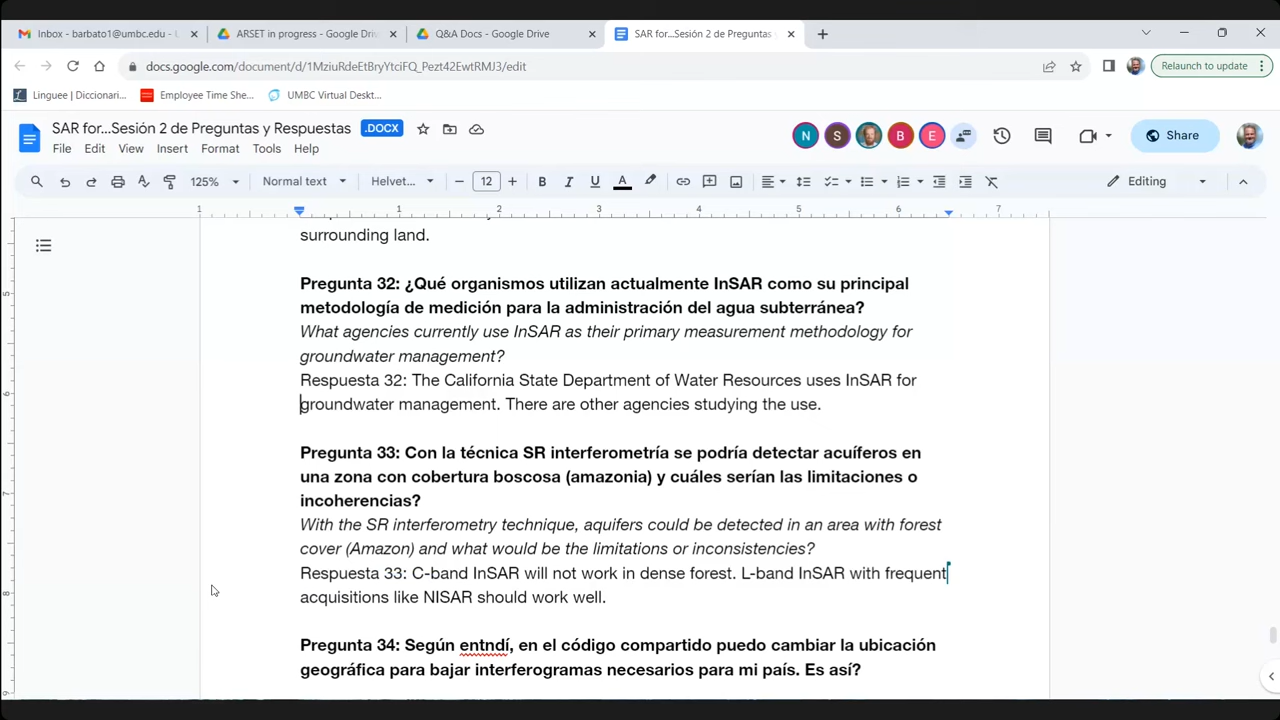 Inbox - barbato1@umbc.edu - U
ARSET in progress - Google Driv
Q&A Docs - Google Drive
SAR for...Sesión 2 de Preguntas y
docs.google.com/document/d/1MziuRdeEtBryYtciFQ_Pezt42EwtRMJ3/edit
Relaunch to update
Linguee | Diccionari...
Employee Time She...
UMBC Virtual Deskt...
SAR for...Sesión 2 de Preguntas y Respuestas
.DOCX
File Edit View Insert Format Tools Help
N S B E
Share
125% Normal text Helvet... 12
B I U A
Editing
1 1 2 3 4 5 6 7
surrounding land.
Pregunta 32: ¿Qué organismos utilizan actualmente InSAR como su principal
metodología de medición para la administración del agua subterránea?
What agencies currently use InSAR as their primary measurement methodology for
groundwater management?
Respuesta 32: The California State Department of Water Resources uses InSAR for
groundwater management. There are other agencies studying the use.
Pregunta 33: Con la técnica SR interferometría se podría detectar acuíferos en
una zona con cobertura boscosa (amazonia) y cuáles serían las limitaciones o
incoherencias?
With the SR interferometry technique, aquifers could be detected in an area with forest
cover (Amazon) and what would be the limitations or inconsistencies?
Respuesta 33: C-band InSAR will not work in dense forest. L-band InSAR with frequent
acquisitions like NISAR should work well.
Pregunta 34: Según entndí, en el código compartido puedo cambiar la ubicación
geográfica para bajar interferogramas necesarios para mi país. Es así?